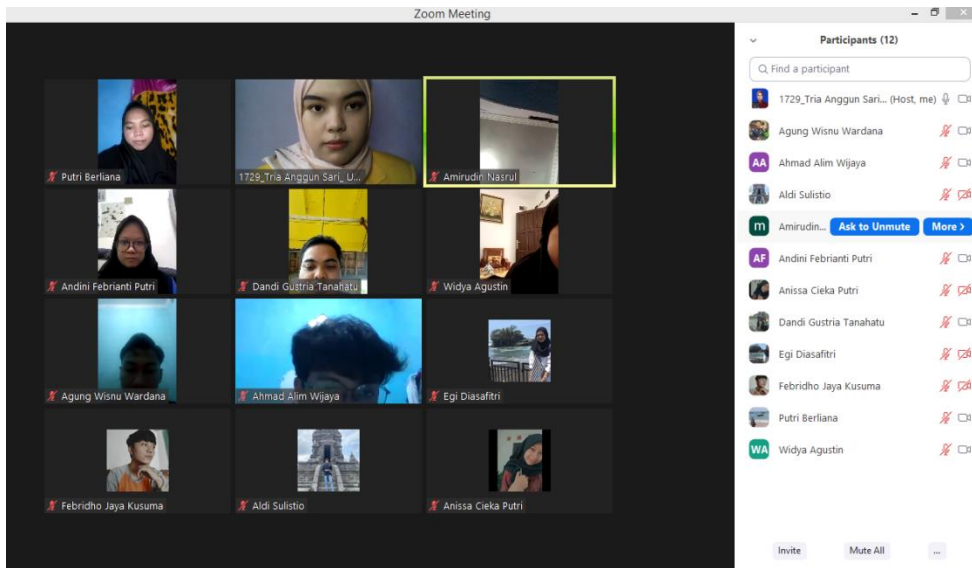 Zoom Meeting
Putri Berliana
1729_Tria Anggun Sari_ U...
Amirudin Nasrul
Andini Febrianti Putri
Dandi Gustria Tanahatu
Widya Agustin
Agung Wisnu Wardana
Ahmad Alim Wijaya
Egi Diasafitri
Febridho Jaya Kusuma
Aldi Sulistio
Anissa Cieka Putri
Participants (12)
Find a participant
1729_Tria Anggun Sari... (Host, me)
Agung Wisnu Wardana
AA Ahmad Alim Wijaya
Aldi Sulistio
m Amirudin... Ask to Unmute More >
AF Andini Febrianti Putri
Anissa Cieka Putri
Dandi Gustria Tanahatu
Egi Diasafitri
Febridho Jaya Kusuma
Putri Berliana
WA Widya Agustin
Invite Mute All ...